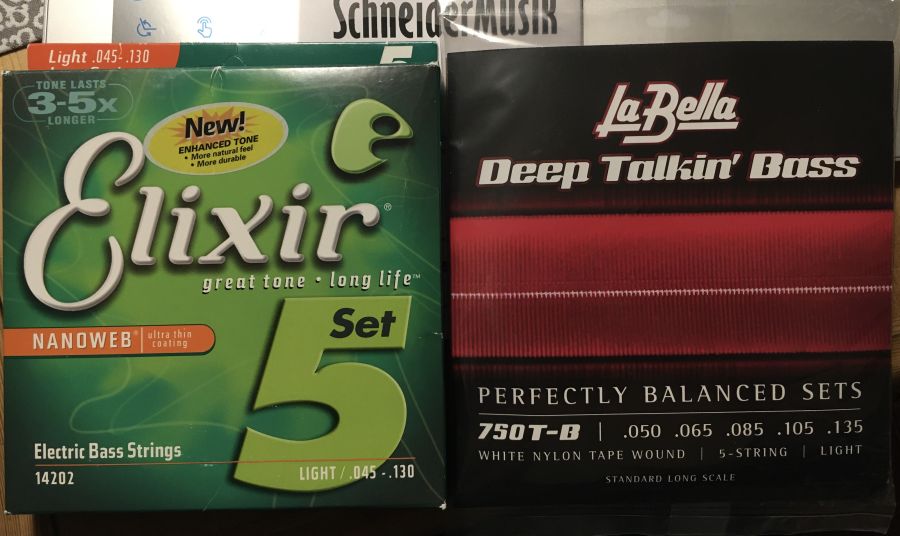 SchneiderMusik
Light .045-.130
5
TONE LASTS
3-5x
LONGER
New!
ENHANCED TONE
• More natural feel
• More durable
e
Elixir®
great tone • long life™
NANOWEB®
ultra thin
coating
Set
5
Electric Bass Strings
14202
LIGHT / .045 - .130
La Bella
Deep Talkin' Bass
PERFECTLY BALANCED SETS
750T-B | .050 .065 .085 .105 .135
WHITE NYLON TAPE WOUND | 5-STRING | LIGHT
STANDARD LONG SCALE